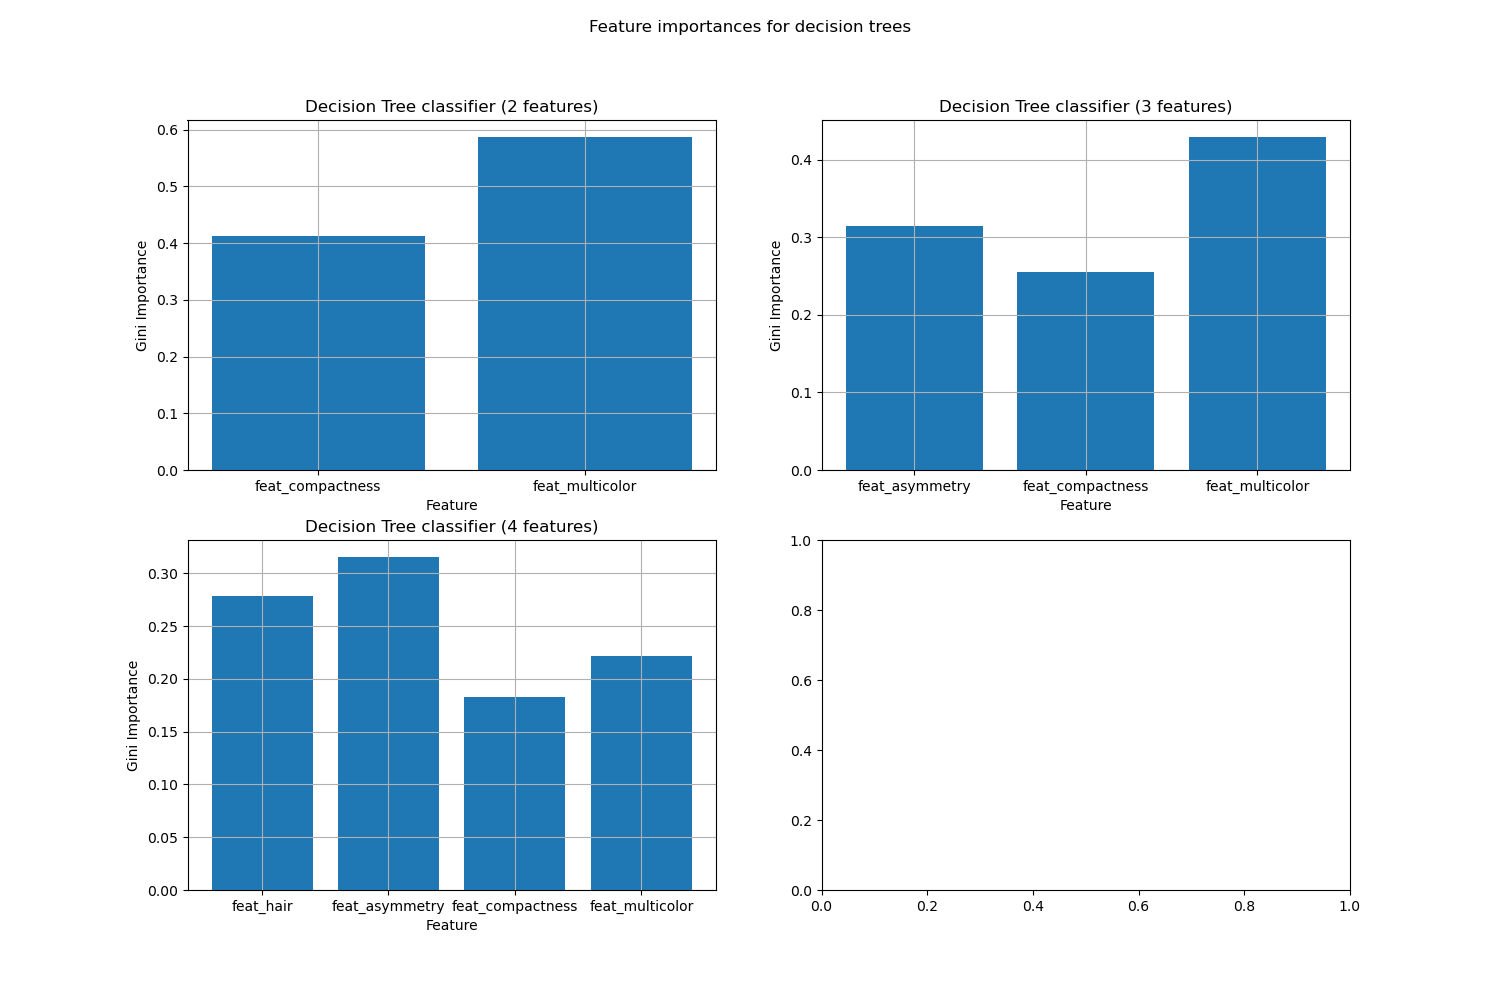 Feature importances for decision trees
Decision Tree classifier (2 features)
0.6
0.5
0.4
0.3
0.2
0.1
0.0
Gini Importance
feat_compactness feat_multicolor
Feature
Decision Tree classifier (3 features)
0.4
0.3
0.2
0.1
0.0
Gini Importance
feat_asymmetry feat_compactness feat_multicolor
Feature
Decision Tree classifier (4 features)
0.30
0.25
0.20
0.15
0.10
0.05
0.00
Gini Importance
feat_hair feat_asymmetry feat_compactness feat_multicolor
Feature
1.0
0.8
0.6
0.4
0.2
0.0
0.0 0.2 0.4 0.6 0.8 1.0